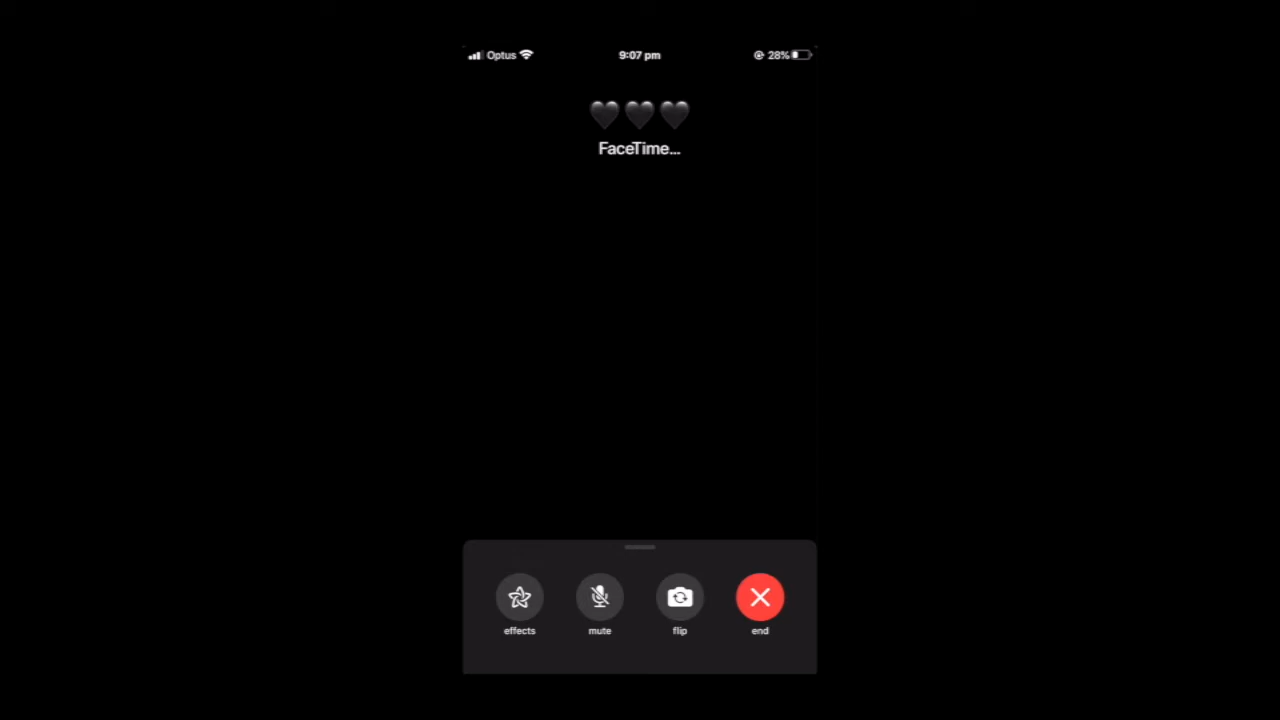 Optus 9:07 pm 28%
🖤🖤🖤
FaceTime...
effects mute flip end